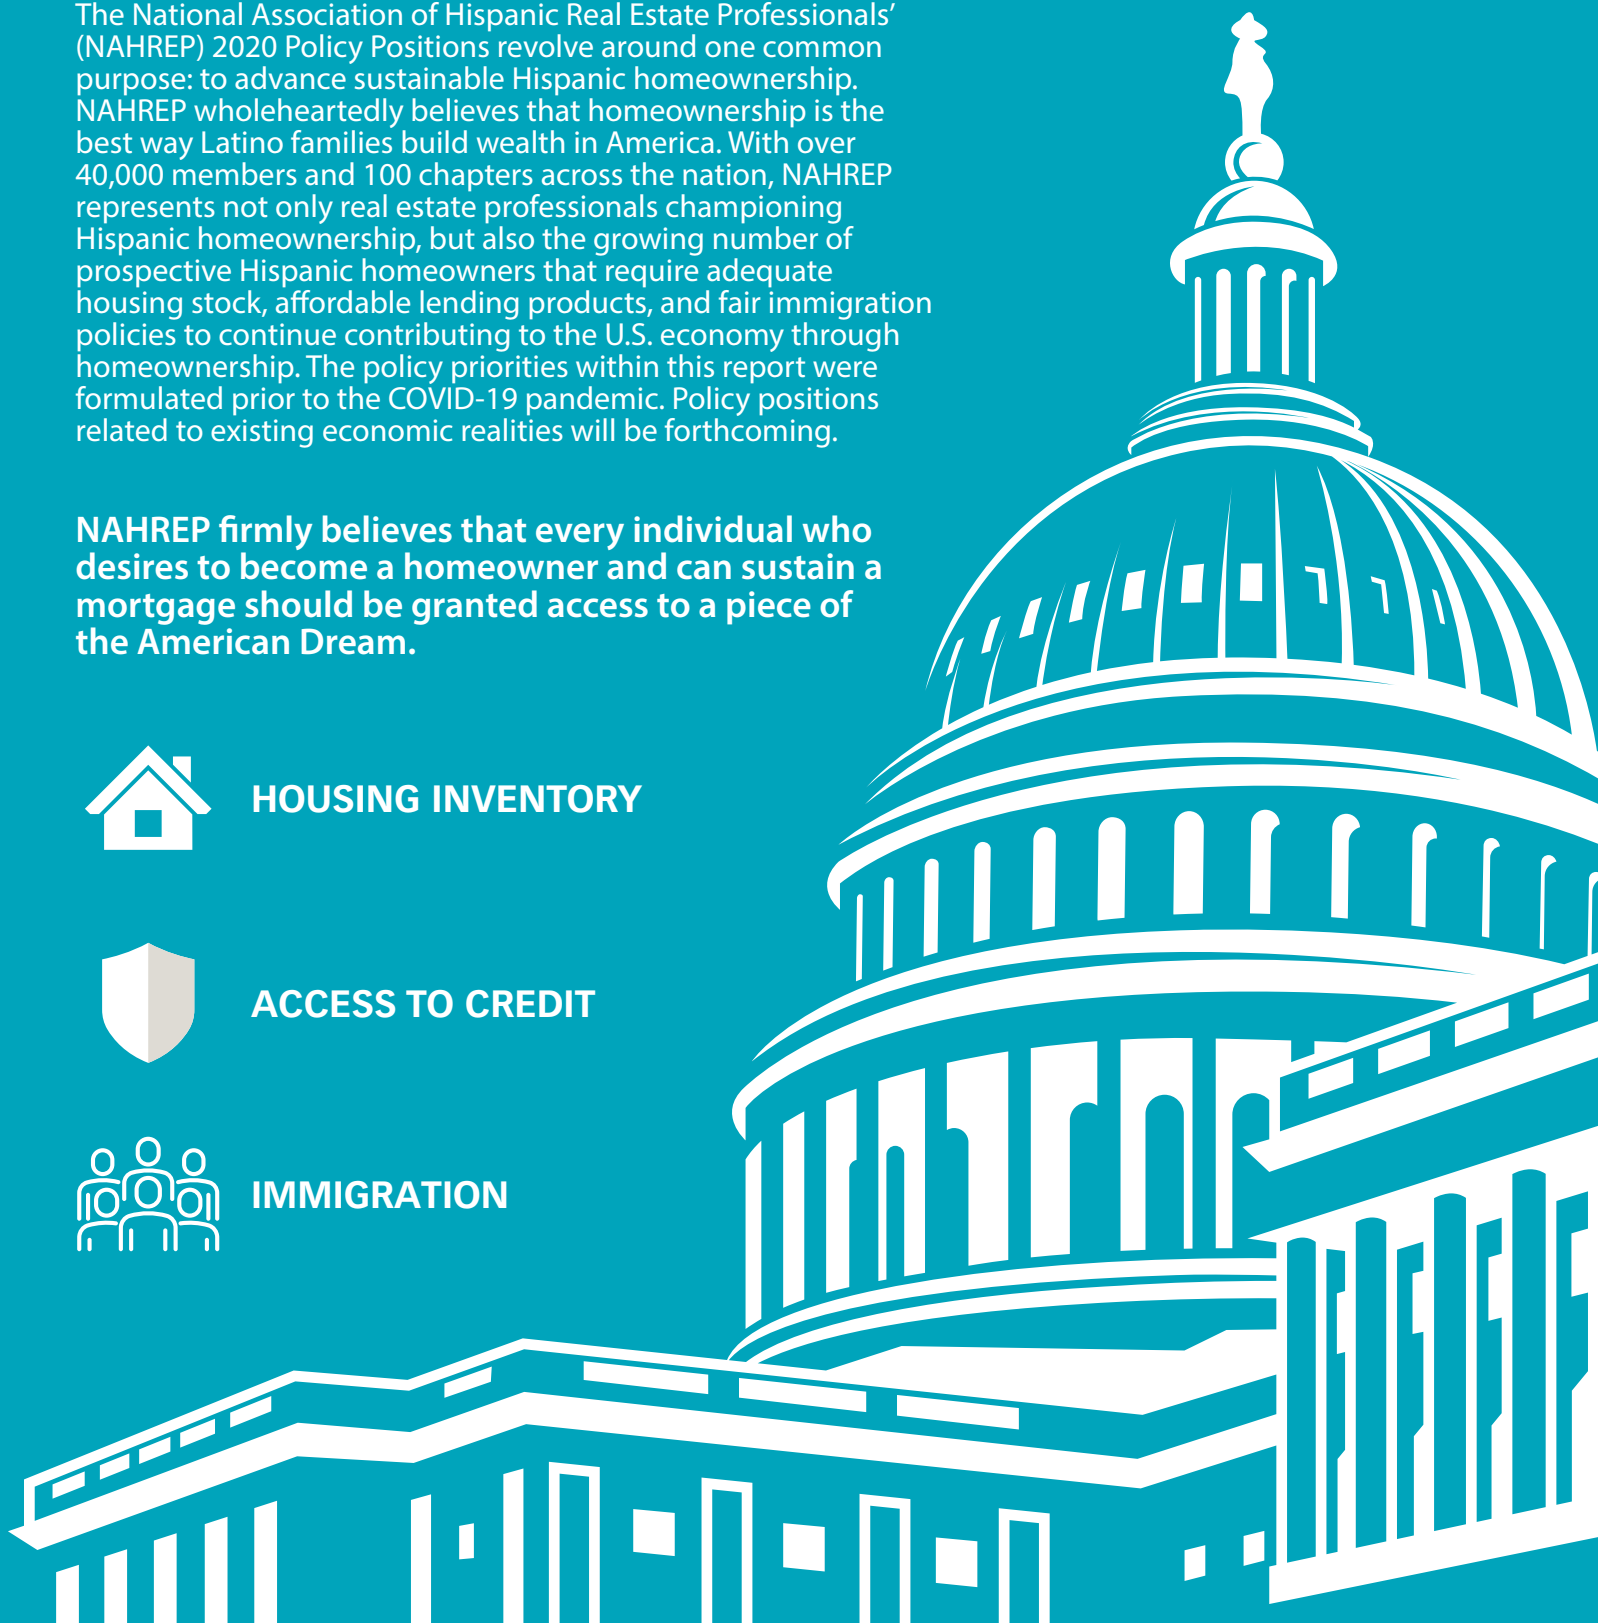 The National Association of Hispanic Real Estate Professionals’
(NAHREP) 2020 Policy Positions revolve around one common
purpose: to advance sustainable Hispanic homeownership.
NAHREP wholeheartedly believes that homeownership is the
best way Latino families build wealth in America. With over
40,000 members and 100 chapters across the nation, NAHREP
represents not only real estate professionals championing
Hispanic homeownership, but also the growing number of
prospective Hispanic homeowners that require adequate
housing stock, affordable lending products, and fair immigration
policies to continue contributing to the U.S. economy through
homeownership. The policy priorities within this report were
formulated prior to the COVID-19 pandemic. Policy positions
related to existing economic realities will be forthcoming.
NAHREP firmly believes that every individual who
desires to become a homeowner and can sustain a
mortgage should be granted access to a piece of
the American Dream.
HOUSING INVENTORY
ACCESS TO CREDIT
IMMIGRATION